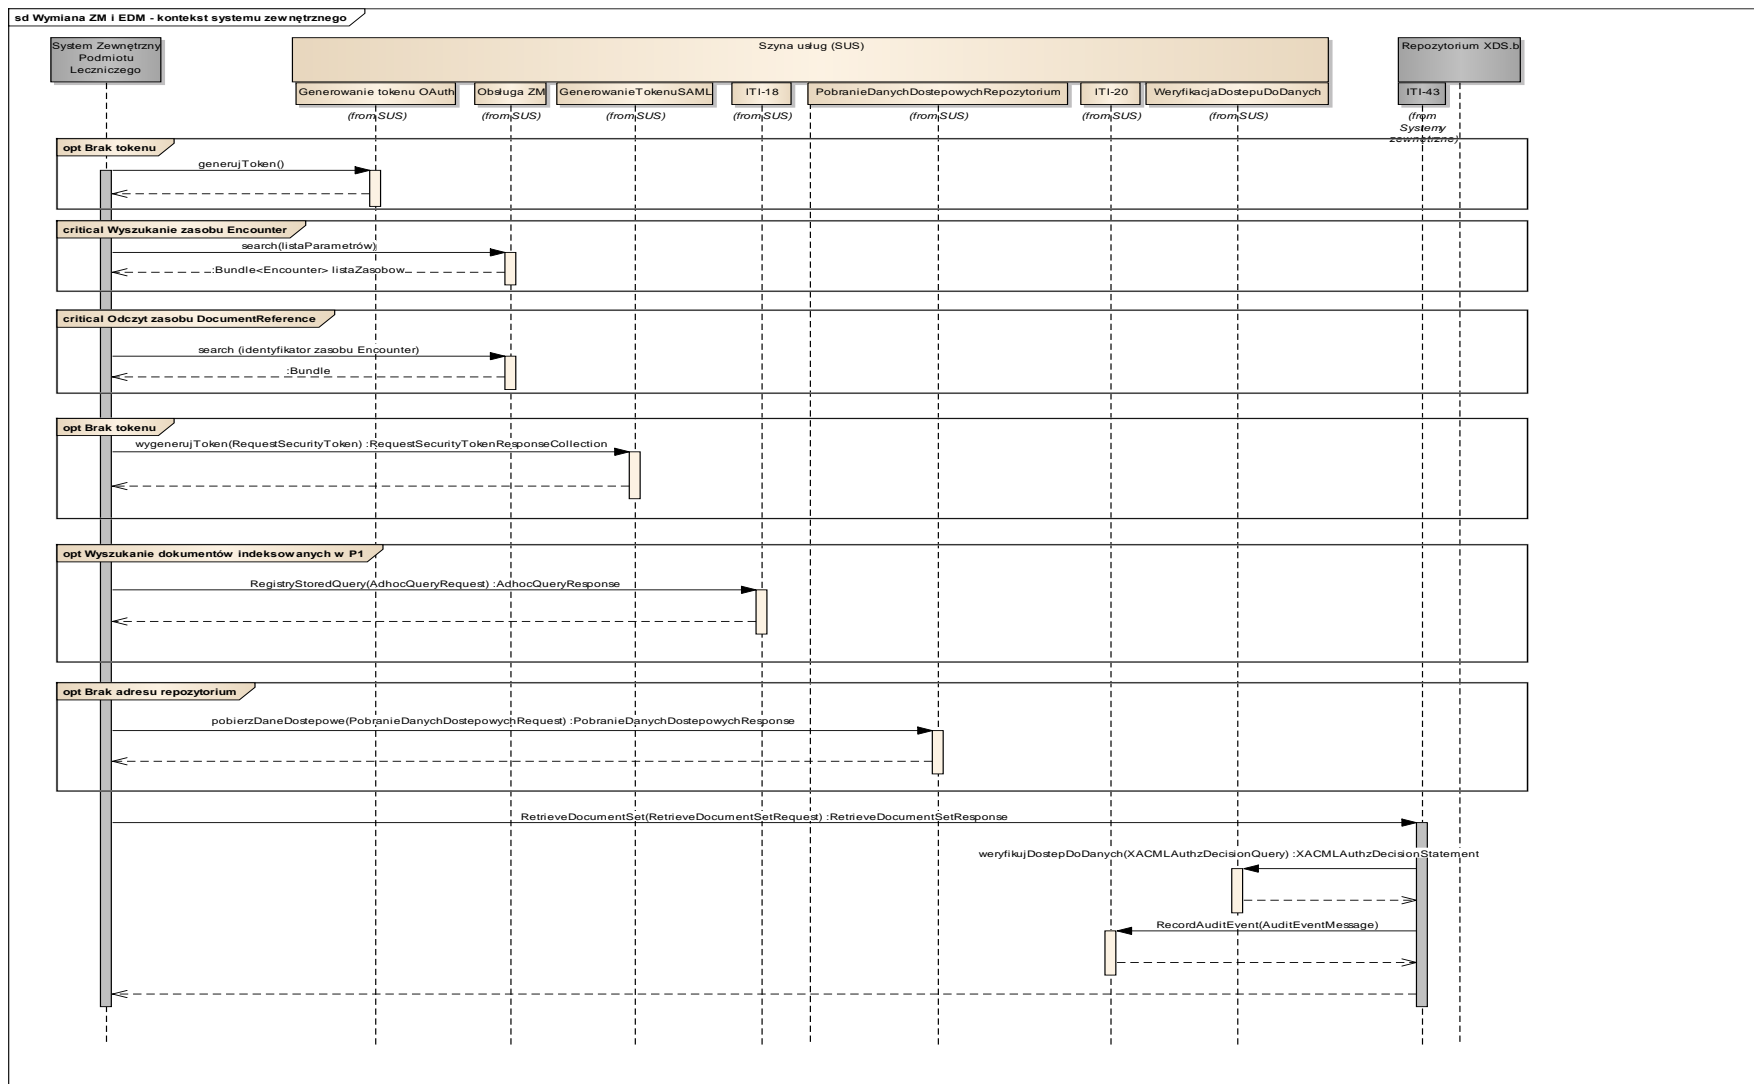 sd Wymiana ZM i EDM - kontekst systemu zewnętrznego
System Zewnętrzny
Podmiotu
Leczniczego
Szyna usług (SUS)
Repozytorium XDS.b
Generowanie tokenu OAuth
Obsługa ZM
GenerowanieTokenuSAML
ITI-18
PobranieDanychDostepowychRepozytorium
ITI-20
WeryfikacjaDostepuDoDanych
ITI-43
(from SUS)
(from SUS)
(from SUS)
(from SUS)
(from SUS)
(from SUS)
(from SUS)
(from
Systemy
zewnętrzne)
opt Brak tokenu
generujToken()
critical Wyszukanie zasobu Encounter
search(listaParametrów)
:Bundle<Encounter> listaZasobow
critical Odczyt zasobu DocumentReference
search (identyfikator zasobu Encounter)
:Bundle
opt Brak tokenu
wygenerujToken(RequestSecurityToken) :RequestSecurityTokenResponseCollection
opt Wyszukanie dokumentów indeksowanych w P1
RegistryStoredQuery(AdhocQueryRequest) :AdhocQueryResponse
opt Brak adresu repozytorium
pobierzDaneDostepowe(PobranieDanychDostepowychRequest) :PobranieDanychDostepowychResponse
RetrieveDocumentSet(RetrieveDocumentSetRequest) :RetrieveDocumentSetResponse
weryfikujDostepDoDanych(XACMLAuthzDecisionQuery) :XACMLAuthzDecisionStatement
RecordAuditEvent(AuditEventMessage)